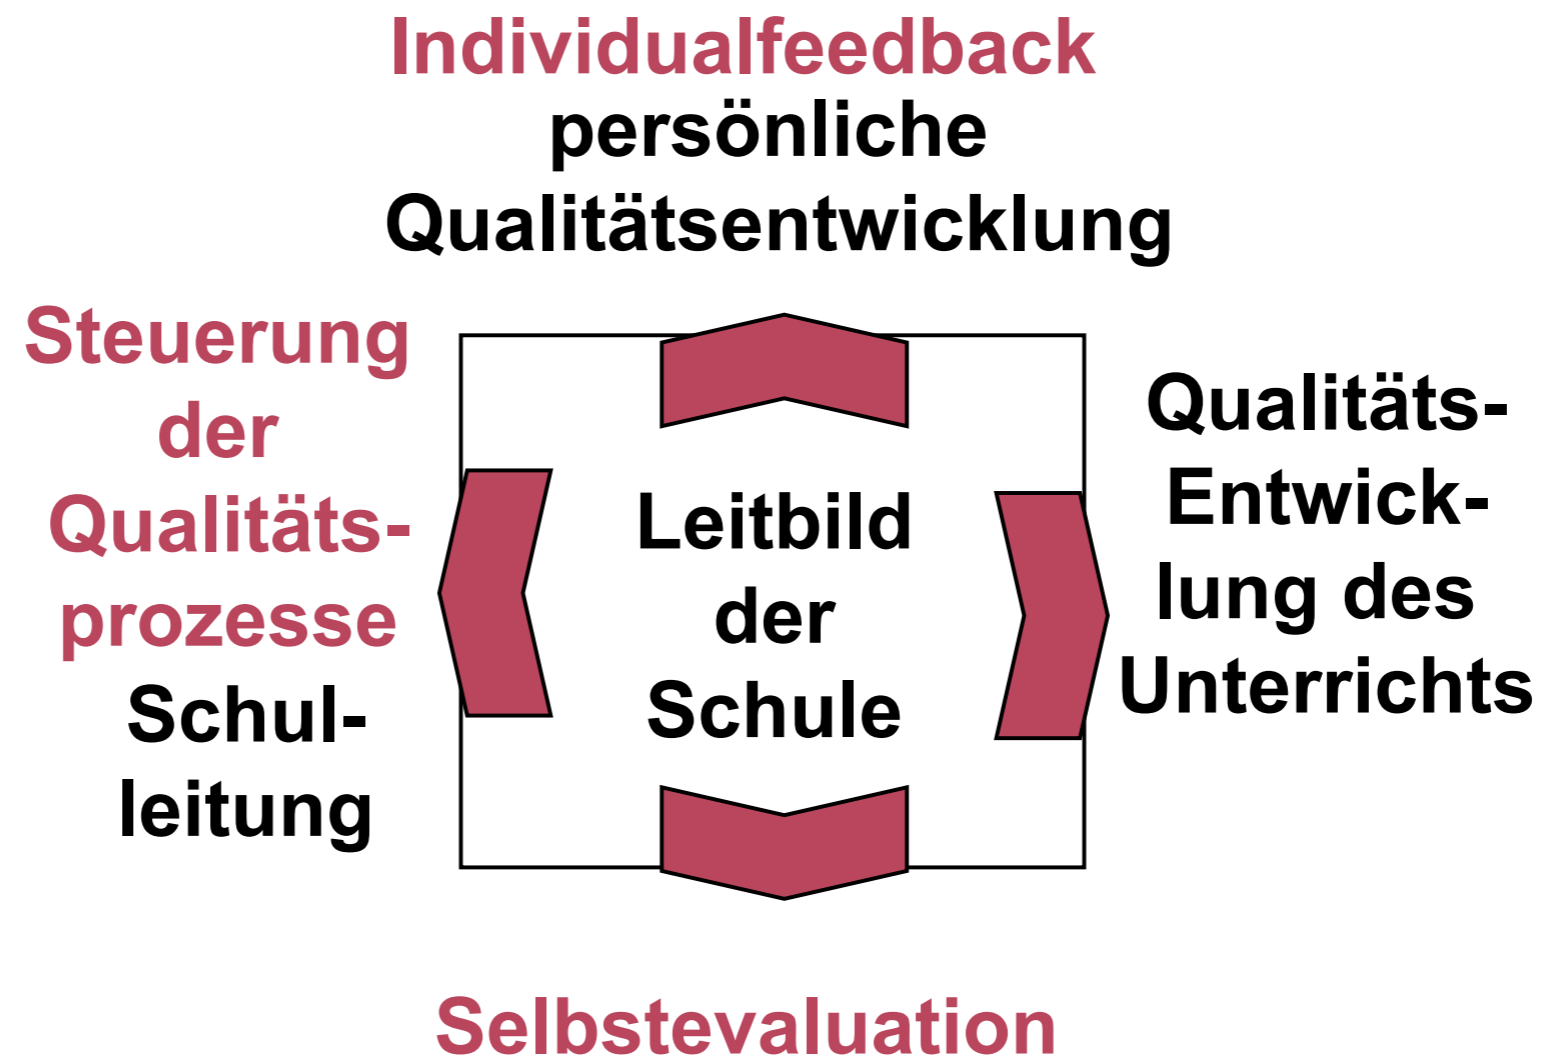 Individualfeedback
persönliche
Qualitätsentwicklung
Steuerung
der
Qualitäts-
prozesse
Schul-
leitung
Leitbild
der
Schule
Qualitäts-
Entwick-
lung des
Unterrichts
Selbstevaluation